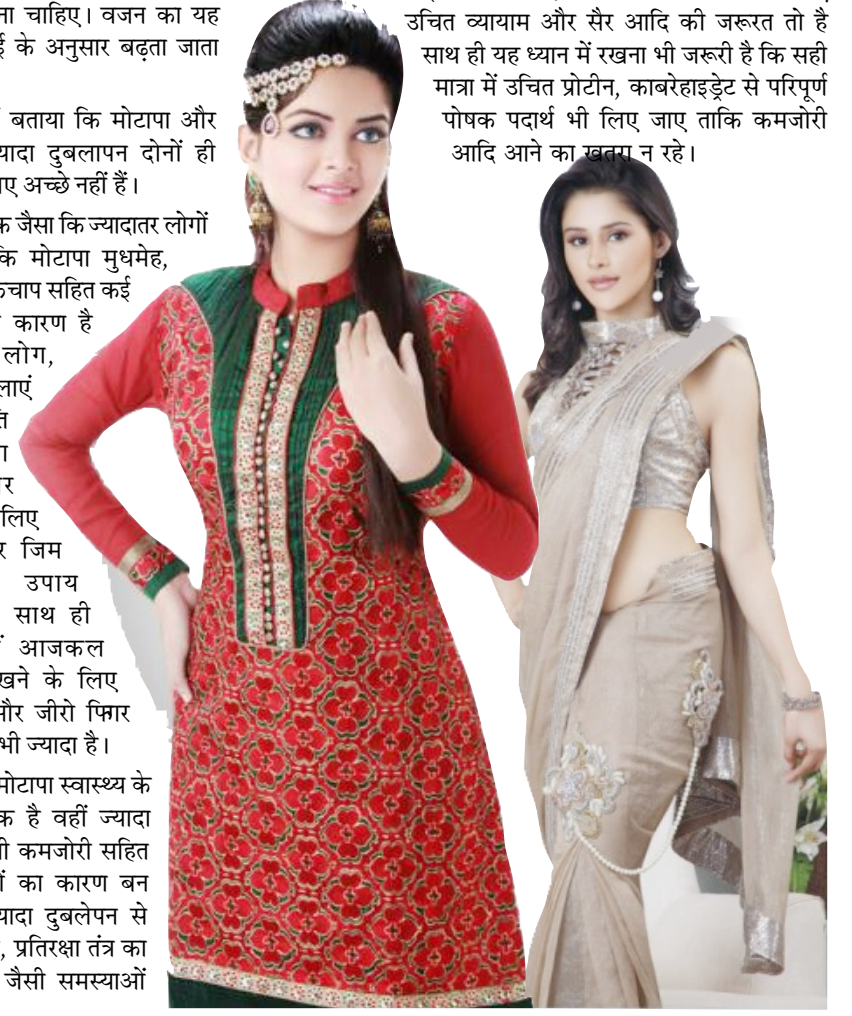 ना चाहिए। वजन का यह
ई के अनुसार बढ़ता जाता
बताया कि मोटापा और
यादा दुबलापन दोनों ही
ए अच्छे नहीं हैं।
क जैसा कि ज्यादातर लोगों
कि मोटापा मुधमेह,
कचाप सहित कई
कारण है
लोग,
लाएं
ते
ा
र
लिए
र जिम
उपाय
साथ ही
आजकल
खने के लिए
और जीरो फिगर
भी ज्यादा है।
मोटापा स्वास्थ्य के
क है वहीं ज्यादा
ी कमजोरी सहित
ों का कारण बन
यादा दुबलेपन से
, प्रतिरक्षा तंत्र का
जैसी समस्याओं
उचित व्यायाम और सैर आदि की जरूरत तो है
साथ ही यह ध्यान में रखना भी जरूरी है कि सही
मात्रा में उचित प्रोटीन, काबरेहाइड्रेट से परिपूर्ण
पोषक पदार्थ भी लिए जाए ताकि कमजोरी
आदि आने का खतरा न रहे।